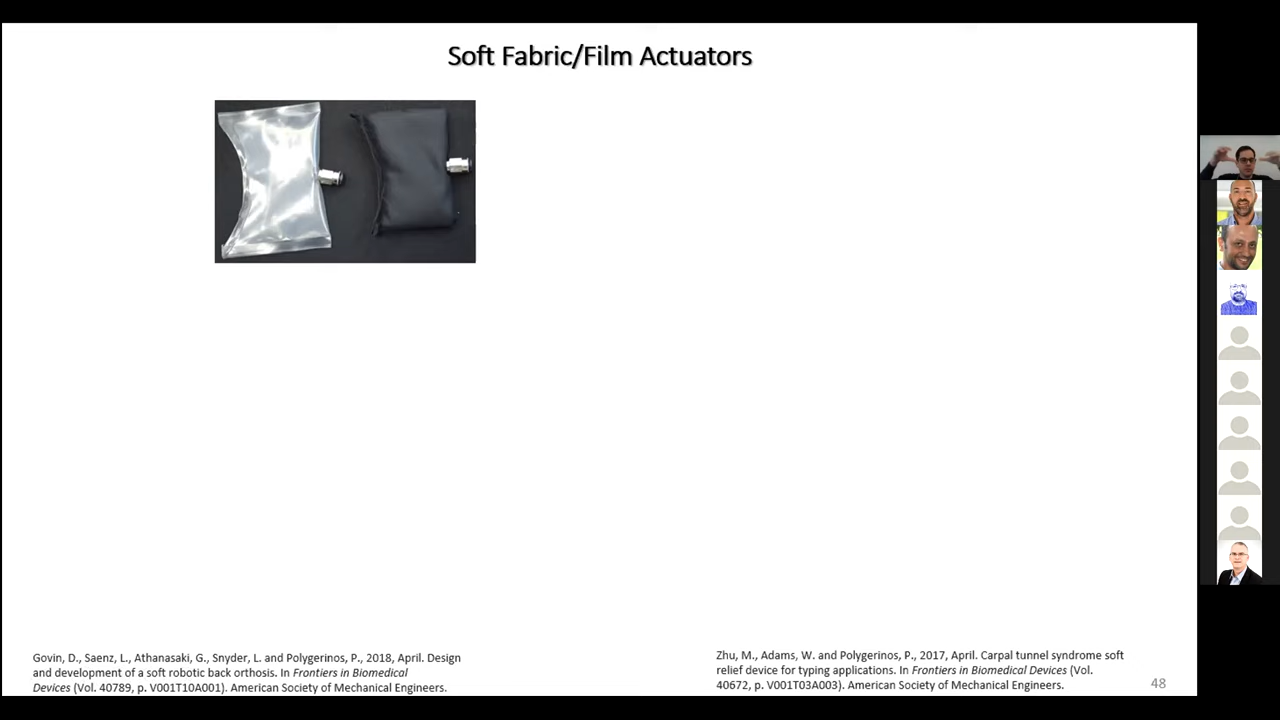 Soft Fabric/Film Actuators
Govin, D., Saenz, L., Athanasaki, G., Snyder, L. and Polygerinos, P., 2018, April. Design
and development of a soft robotic back orthosis. In Frontiers in Biomedical
Devices (Vol. 40789, p. V001T10A001). American Society of Mechanical Engineers.
Zhu, M., Adams, W. and Polygerinos, P., 2017, April. Carpal tunnel syndrome soft
relief device for typing applications. In Frontiers in Biomedical Devices (Vol.
40672, p. V001T03A003). American Society of Mechanical Engineers.
48